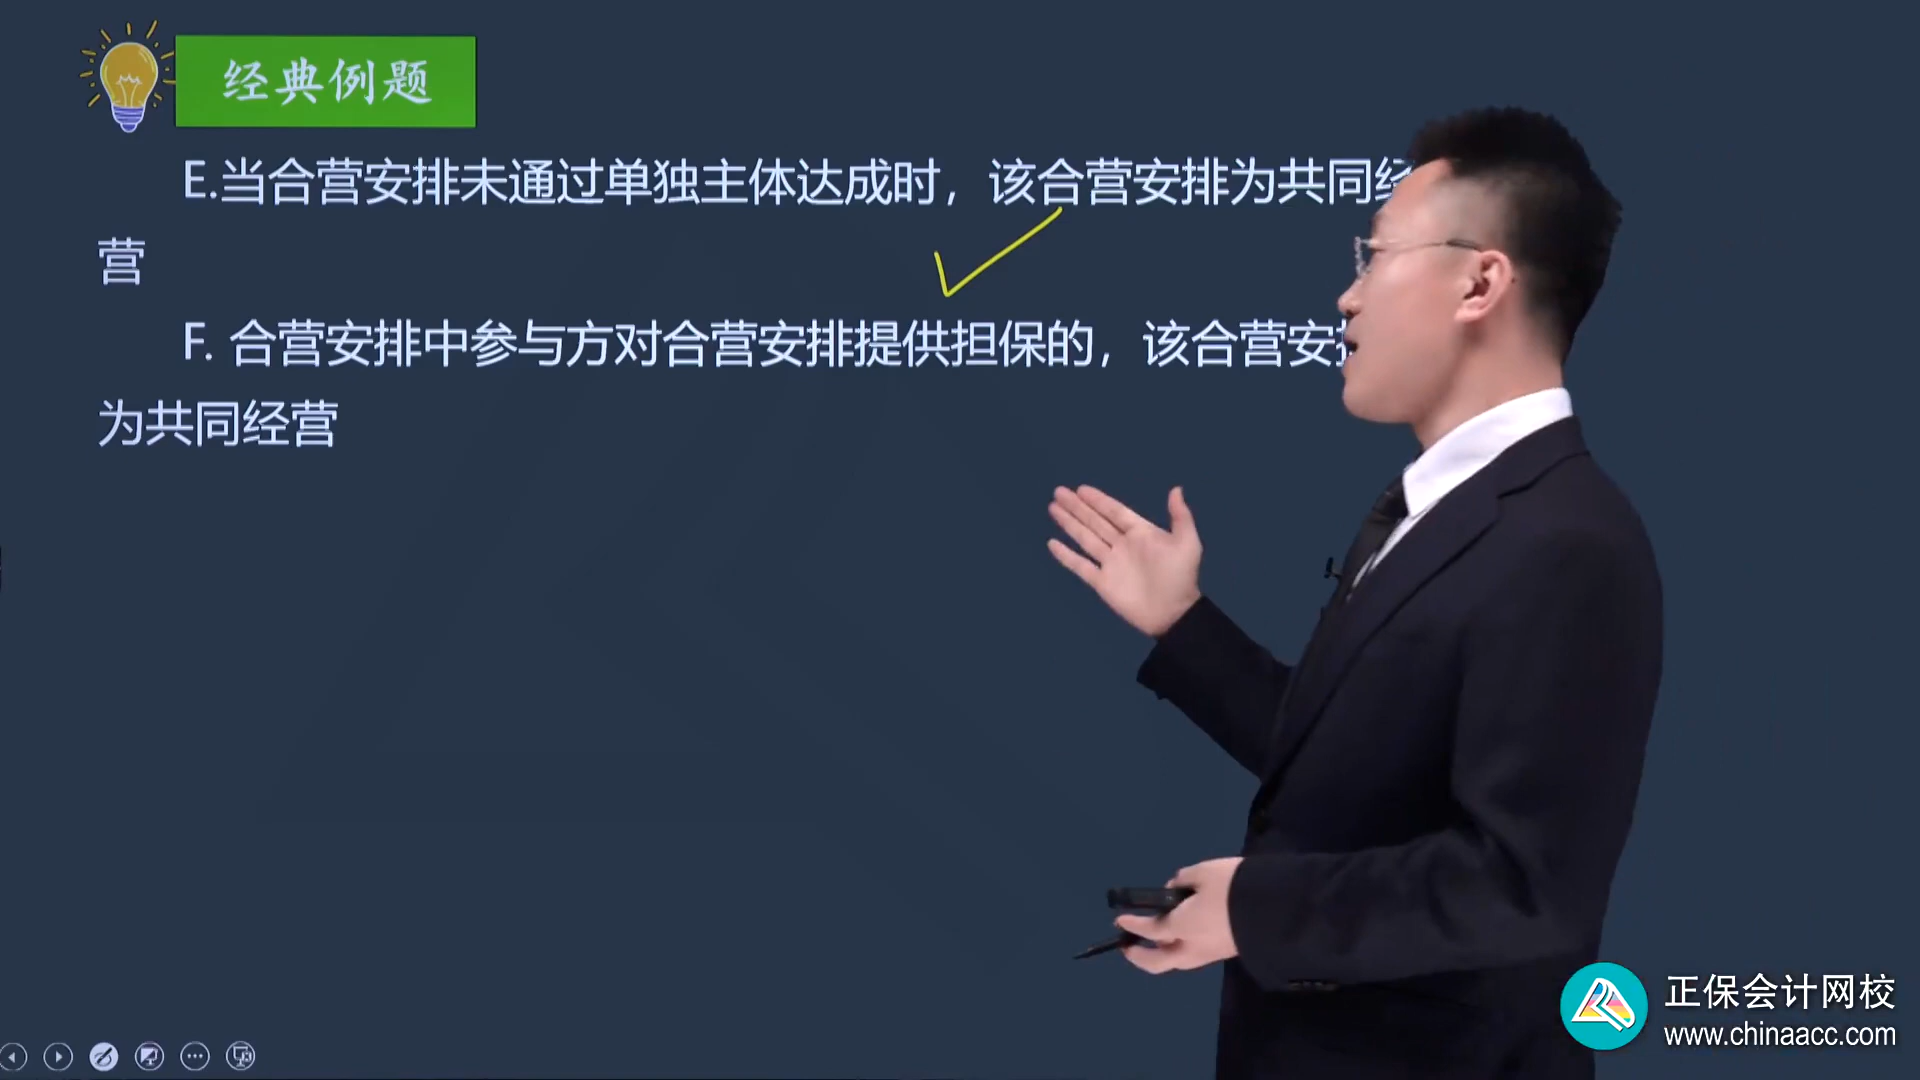 经典例题
E.当合营安排未通过单独主体达成时，该合营安排为共同经
营
F. 合营安排中参与方对合营安排提供担保的，该合营安排
为共同经营
正保会计网校
www.chinaacc.com